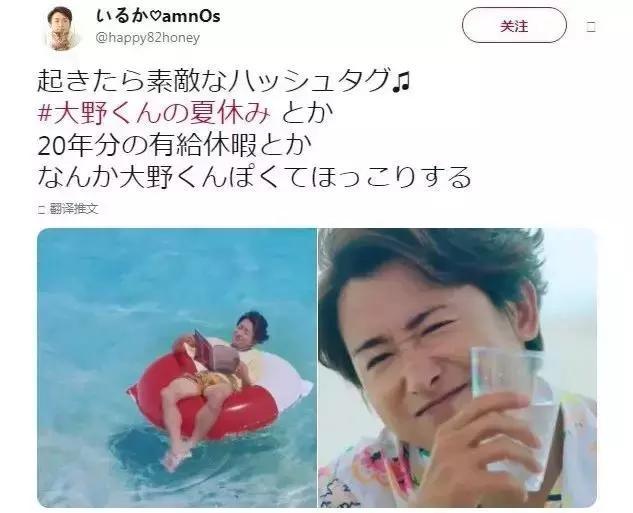 いるか♡amnOs
@happy82honey
关注
起きたら素敵なハッシュタグ♫
#大野くんの夏休み とか
20年分の有給休暇とか
なんか大野くんぽくてほっこりする
翻译推文